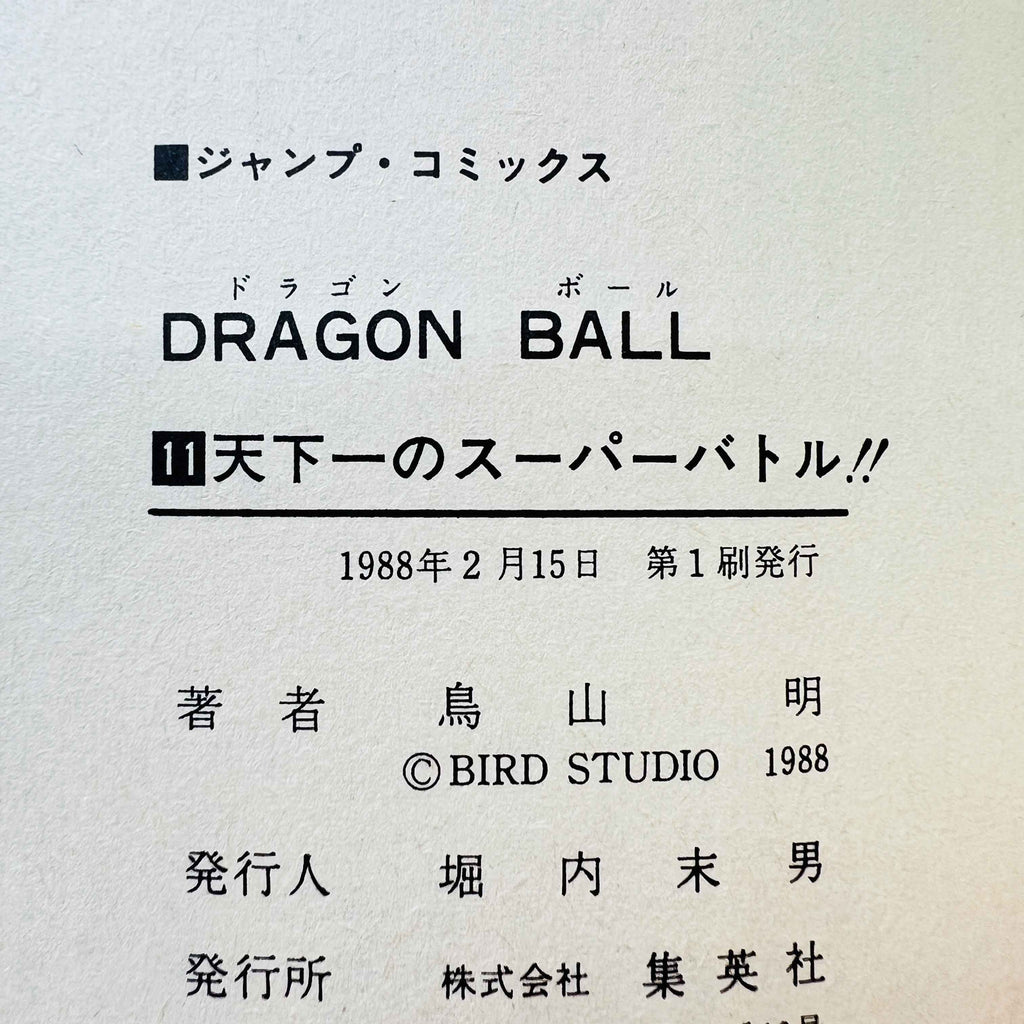 ■ジャンプ・コミックス
ドラゴン ボール
DRAGON BALL
11天下一のスーパーバトル!!
1988年2月15日 第1刷発行
著者 鳥山明
©BIRD STUDIO 1988
発行人 堀内末男
発行所 株式会社 集英社